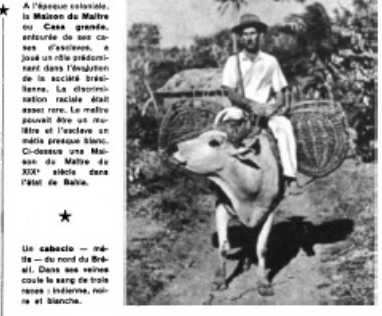 A l'époque coloniale,
la Maison du Maître
ou Casa grande,
entourée de ses ca-
ses d'esclaves, a
joué un rôle prédomi-
nant dans l'évolution
de la société brési-
lienne. La discrimi-
nation raciale était
assez rare. Le maître
pouvait être un mu-
lâtre et l'esclave un
métis presque blanc.
Ci-dessus une Mai-
son du Maître du
XIXe siècle dans
l'état de Bahia.
Un caboclo — mé-
tis — du nord du Bré-
sil. Dans ses veines
coule le sang de trois
races : indienne, noi-
re et blanche.